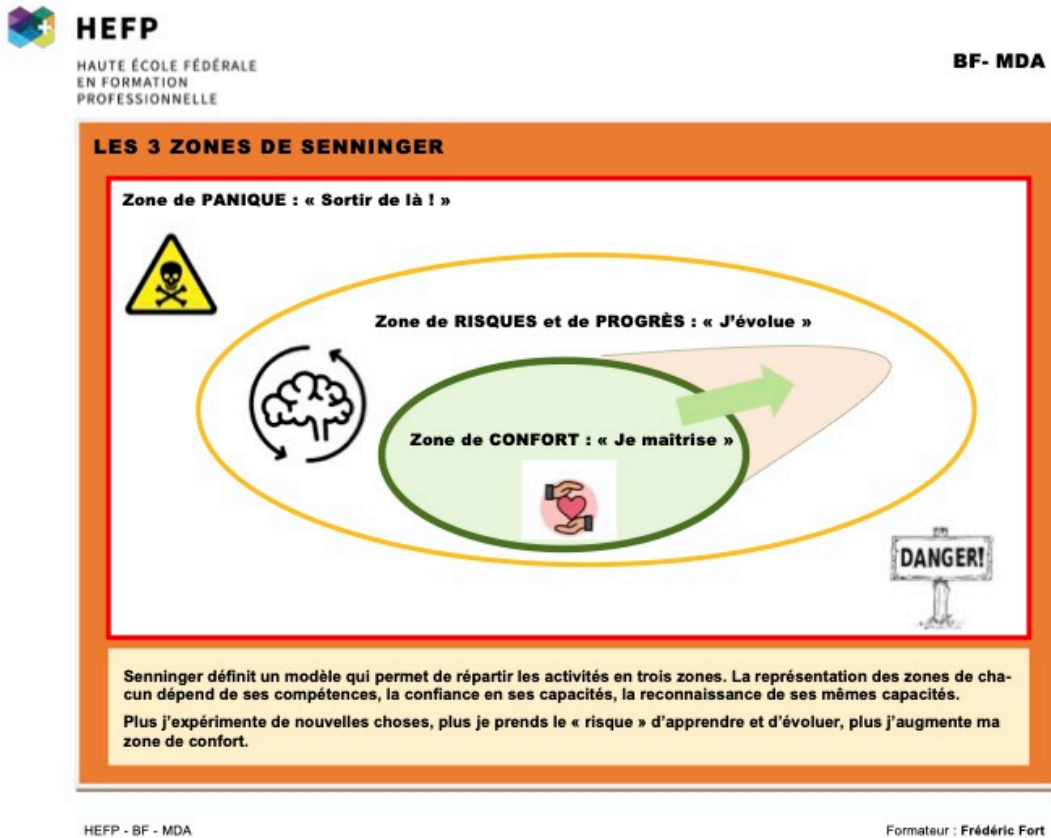 HEFP
HAUTE ÉCOLE FÉDÉRALE
EN FORMATION
PROFESSIONNELLE
BF- MDA
LES 3 ZONES DE SENNINGER
Zone de PANIQUE : « Sortir de là ! »
Zone de RISQUES et de PROGRÈS : « J’évolue »
Zone de CONFORT : « Je maitrise »
DANGER!
Senninger définit un modèle qui permet de répartir les activités en trois zones. La représentation des zones de cha-
cun dépend de ses compétences, la confiance en ses capacités, la reconnaissance de ses mêmes capacités.
Plus j’expérimente de nouvelles choses, plus je prends le « risque » d’apprendre et d’évoluer, plus j’augmente ma
zone de confort.
HEFP - BF - MDA
Formateur : Frédéric Fort